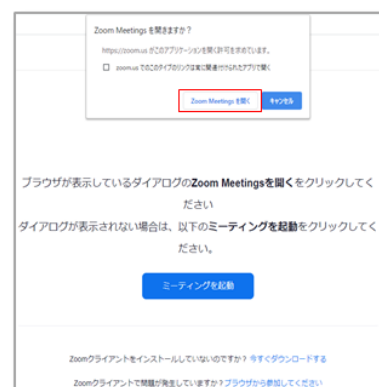 Zoom Meetings を開きますか？
https://zoom.us がこのアプリケーションを開く許可を求めています。
zoom.us でこのタイプのリンクは常に関連付けられたアプリで開く
Zoom Meetings を開く キャンセル
ブラウザが表示しているダイアログのZoom Meetingsを開くをクリックしてく
ださい
ダイアログが表示されない場合は、以下のミーティングを起動をクリックしてく
ださい。
ミーティングを起動
Zoomクライアントをインストールしていないのですか？ 今すぐダウンロードする
Zoomクライアントで問題が発生していますか？ブラウザから参加してください